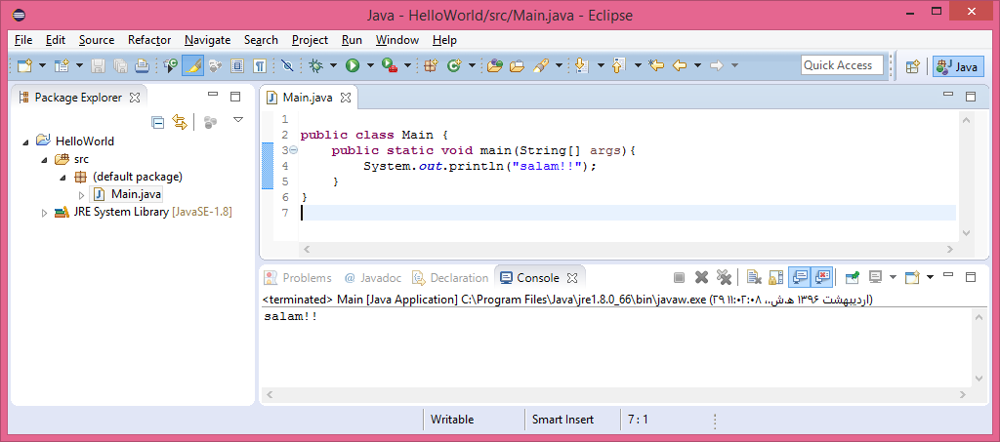 Java - HelloWorld/src/Main.java - Eclipse
File Edit Source Refactor Navigate Search Project Run Window Help
Quick Access Java
Package Explorer
HelloWorld
src
(default package)
Main.java
JRE System Library [JavaSE-1.8]
Main.java
1
2 public class Main {
3 public static void main(String[] args){
4 System.out.println("salam!!");
5 }
6 }
7
Problems @ Javadoc Declaration Console
<terminated> Main [Java Application] C:\Program Files\Java\jre1.8.0_66\bin\javaw.exe (۲۹ اردیبهشت ۱۳۹۶ ه‍.ش.،‏ ۱۱:۰۲:۰۸)
salam!!
Writable Smart Insert 7 : 1